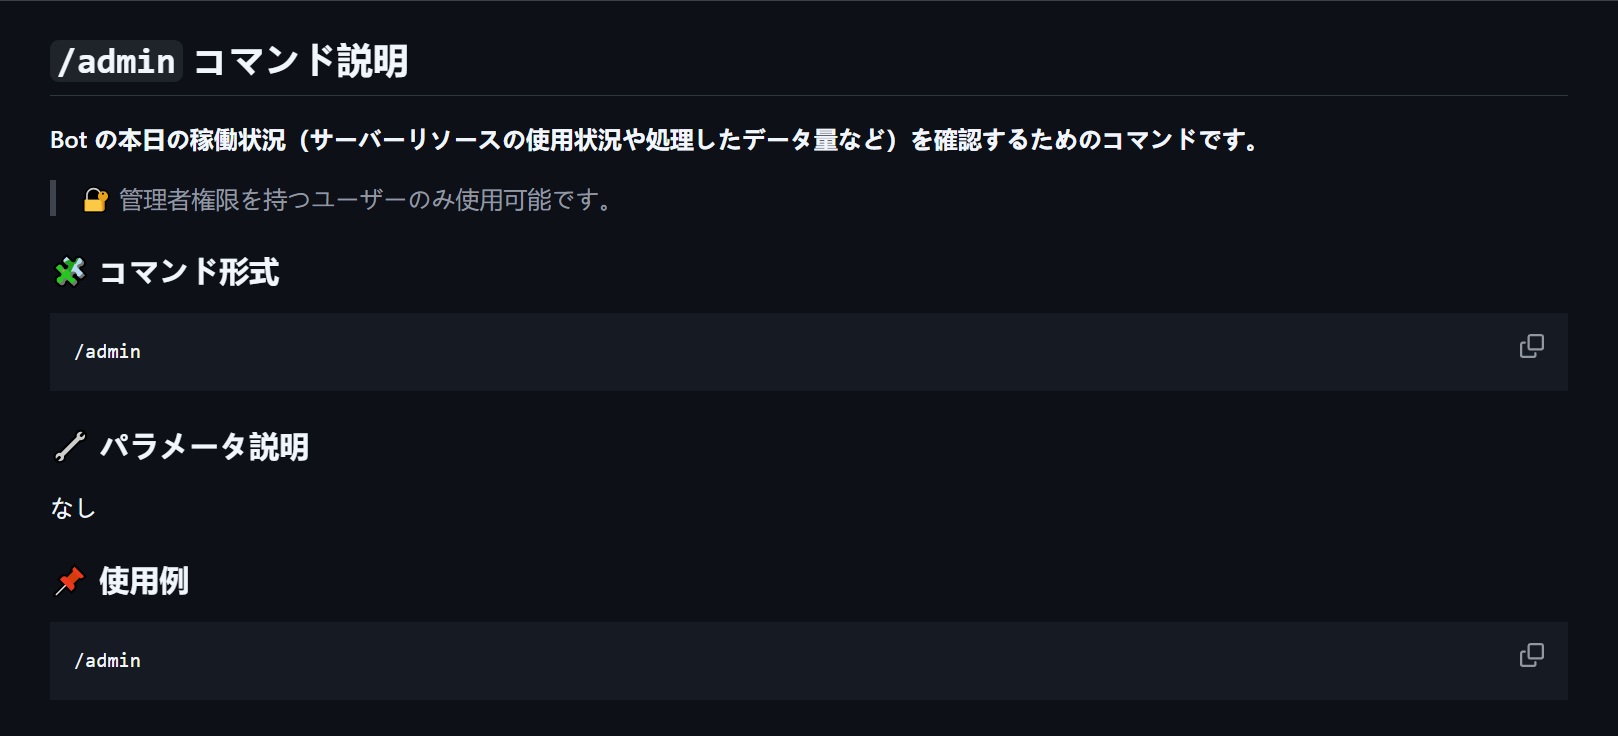 /admin コマンド説明
Bot の本日の稼働状況（サーバーリソースの使用状況や処理したデータ量など）を確認するためのコマンドです。
🔐 管理者権限を持つユーザーのみ使用可能です。
🧩 コマンド形式
/admin
🔧 パラメータ説明
なし
📌 使用例
/admin